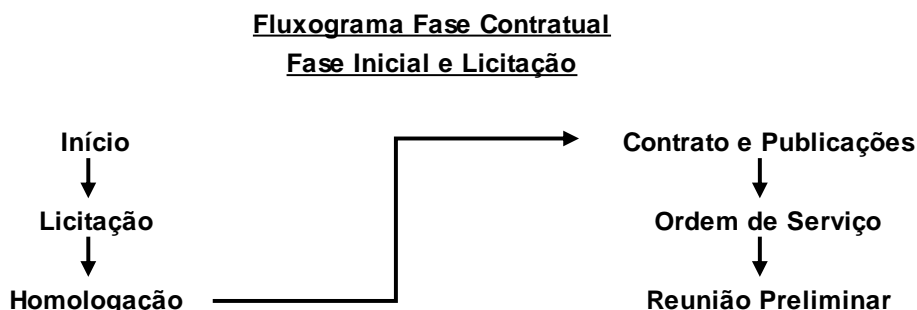 Fluxograma Fase Contratual
Fase Inicial e Licitação
Início
Licitação
Homologação
Contrato e Publicações
Ordem de Serviço
Reunião Preliminar